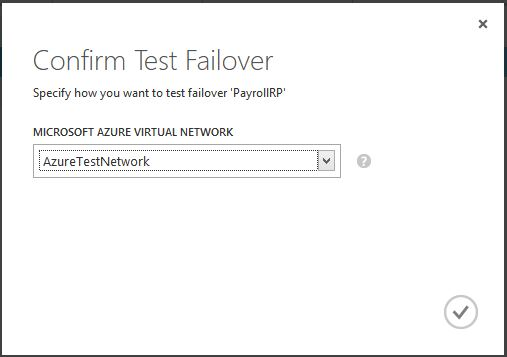 Confirm Test Failover
Specify how you want to test failover 'PayrollRP'
MICROSOFT AZURE VIRTUAL NETWORK
AzureTestNetwork
?